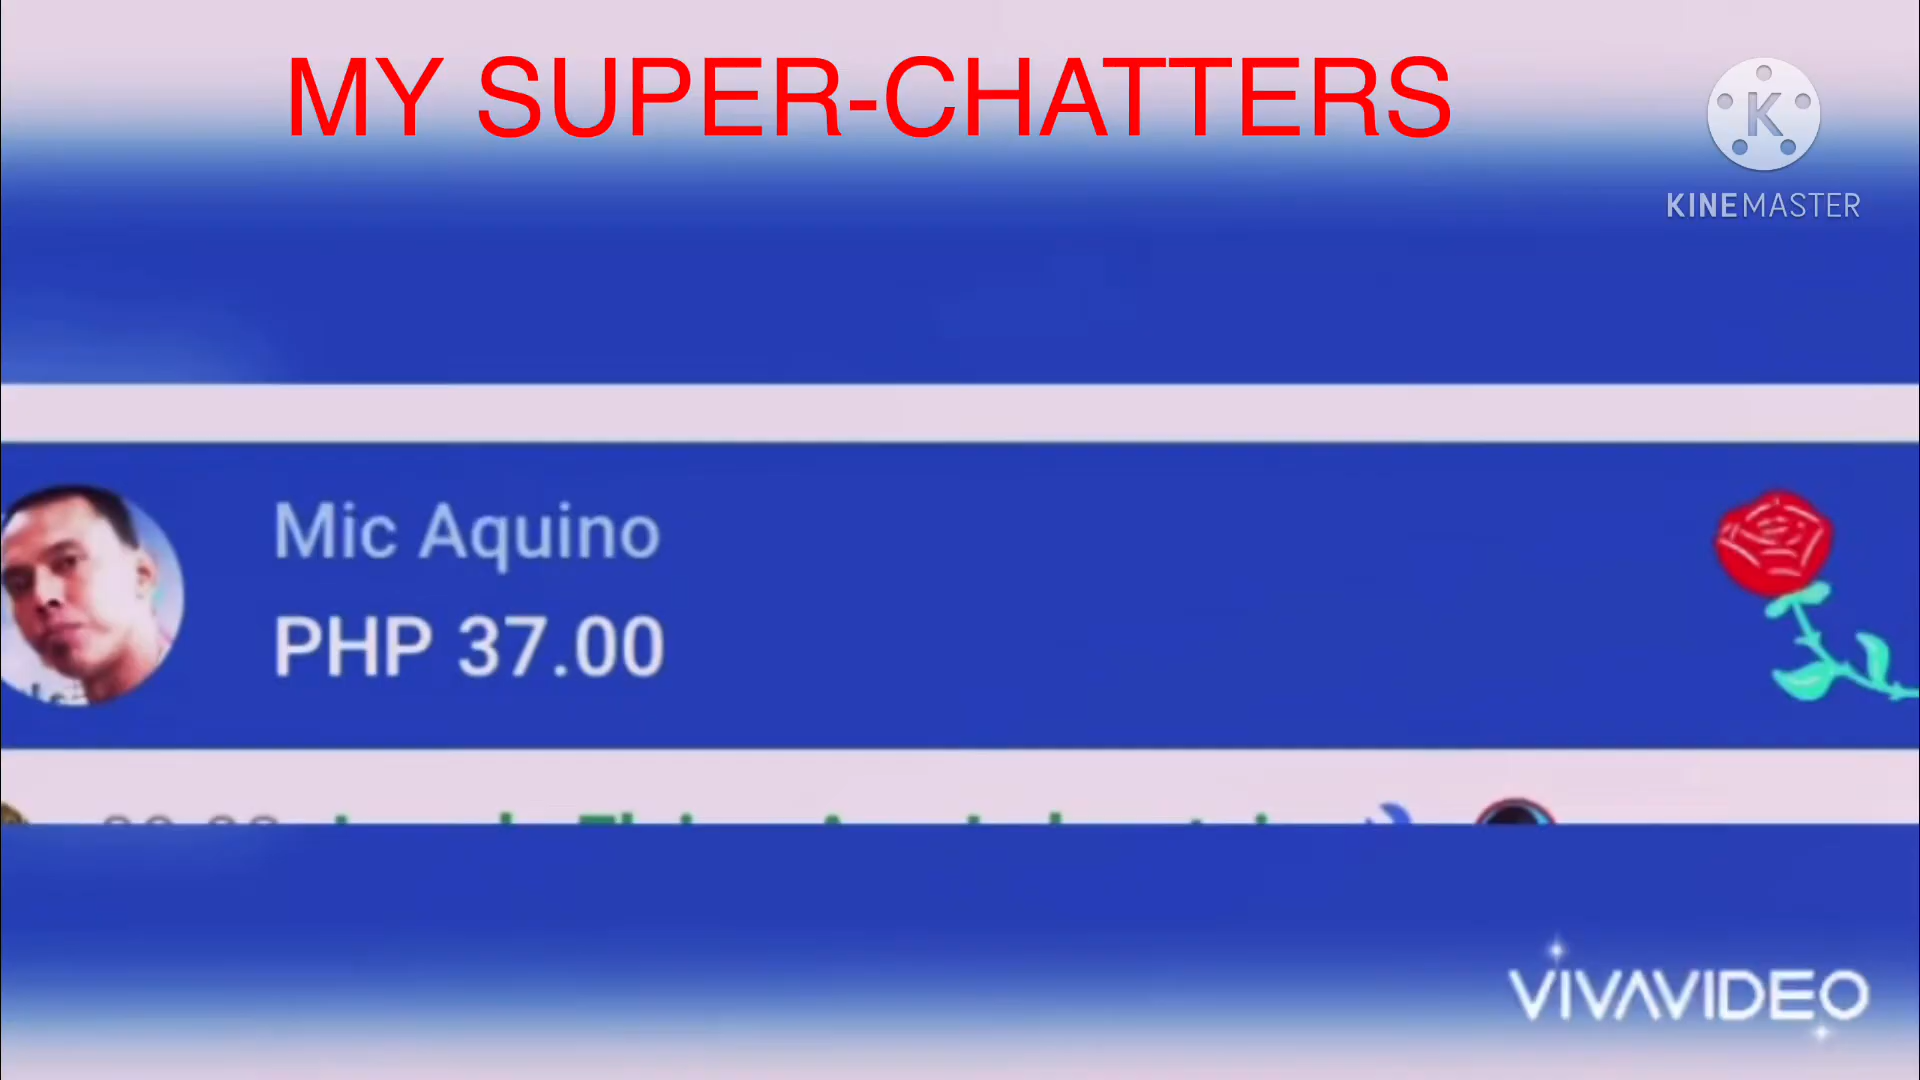 MY SUPER-CHATTERS
K
KINEMASTER
Mic Aquino
PHP 37.00
VIVAVIDEO